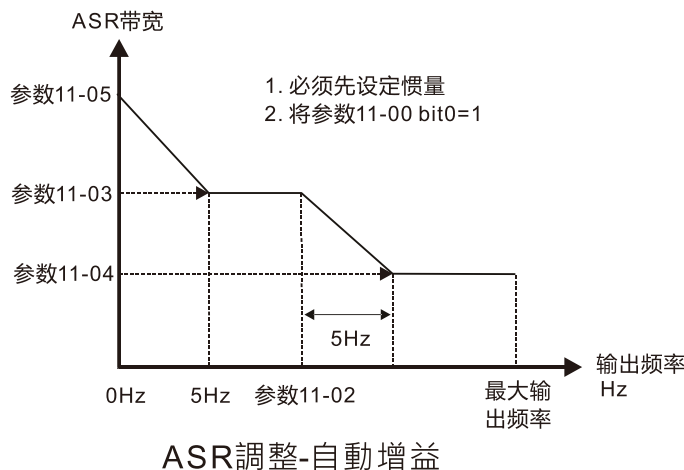 ASR带宽
参数11-05
1. 必须先设定惯量
2. 将参数11-00 bit0=1
参数11-03
参数11-04
5Hz
输出频率
Hz
0Hz
5Hz
参数11-02
最大输
出频率
ASR調整-自動增益